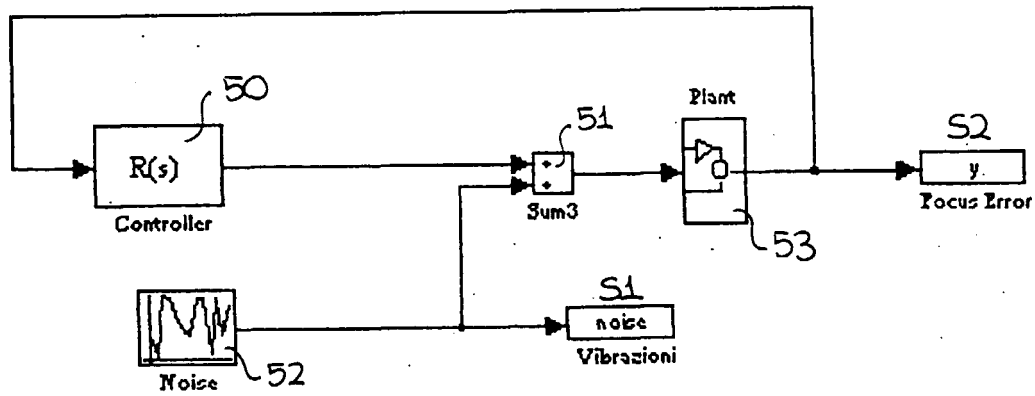 50
R(s)
Controller
51
+
+
Sum3
Plant
53
S2
y
Focus Error
Noise
52
S1
noise
Vibrazioni